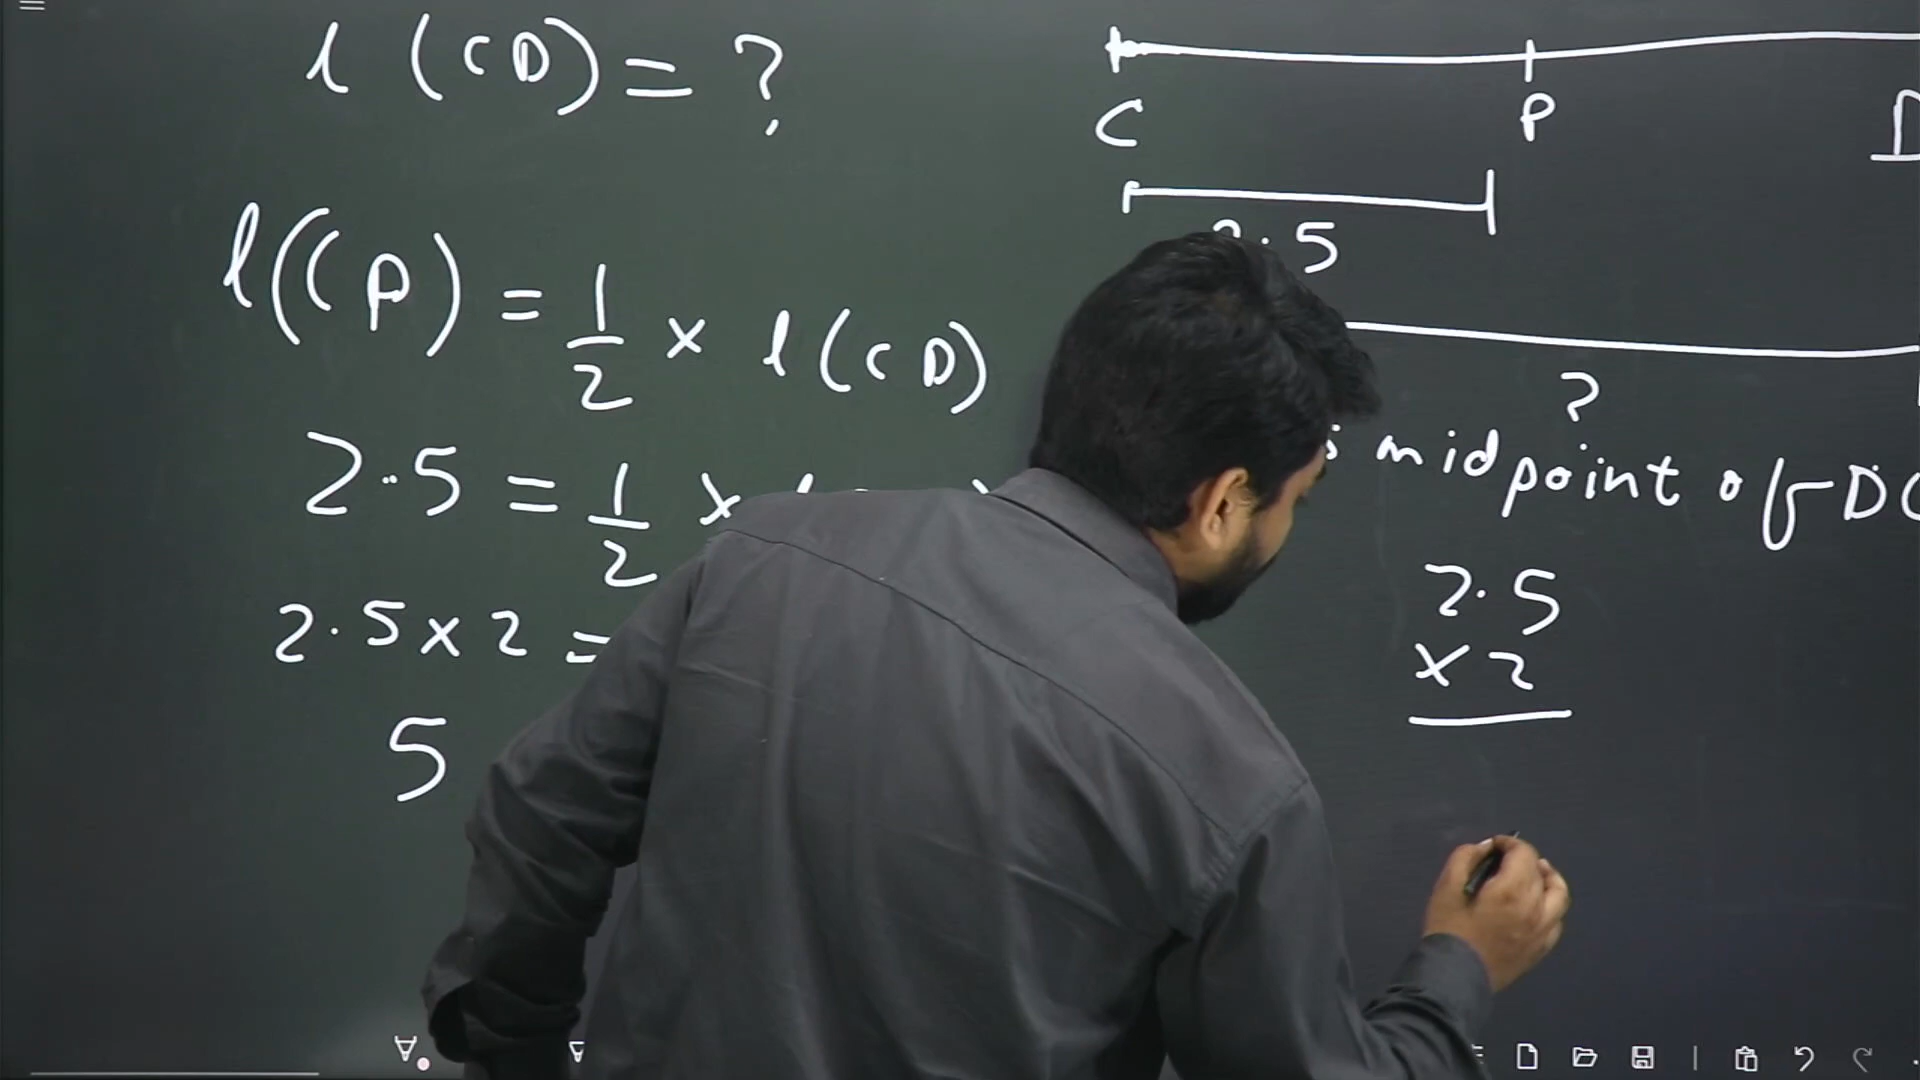 l (CD) = ?
l(CP) = 1/2 × l(CD)
2.5 = 1/2 ×
2.5 × 2 =
5
C P D
.5
?
midpoint of DC
2.5
× 2